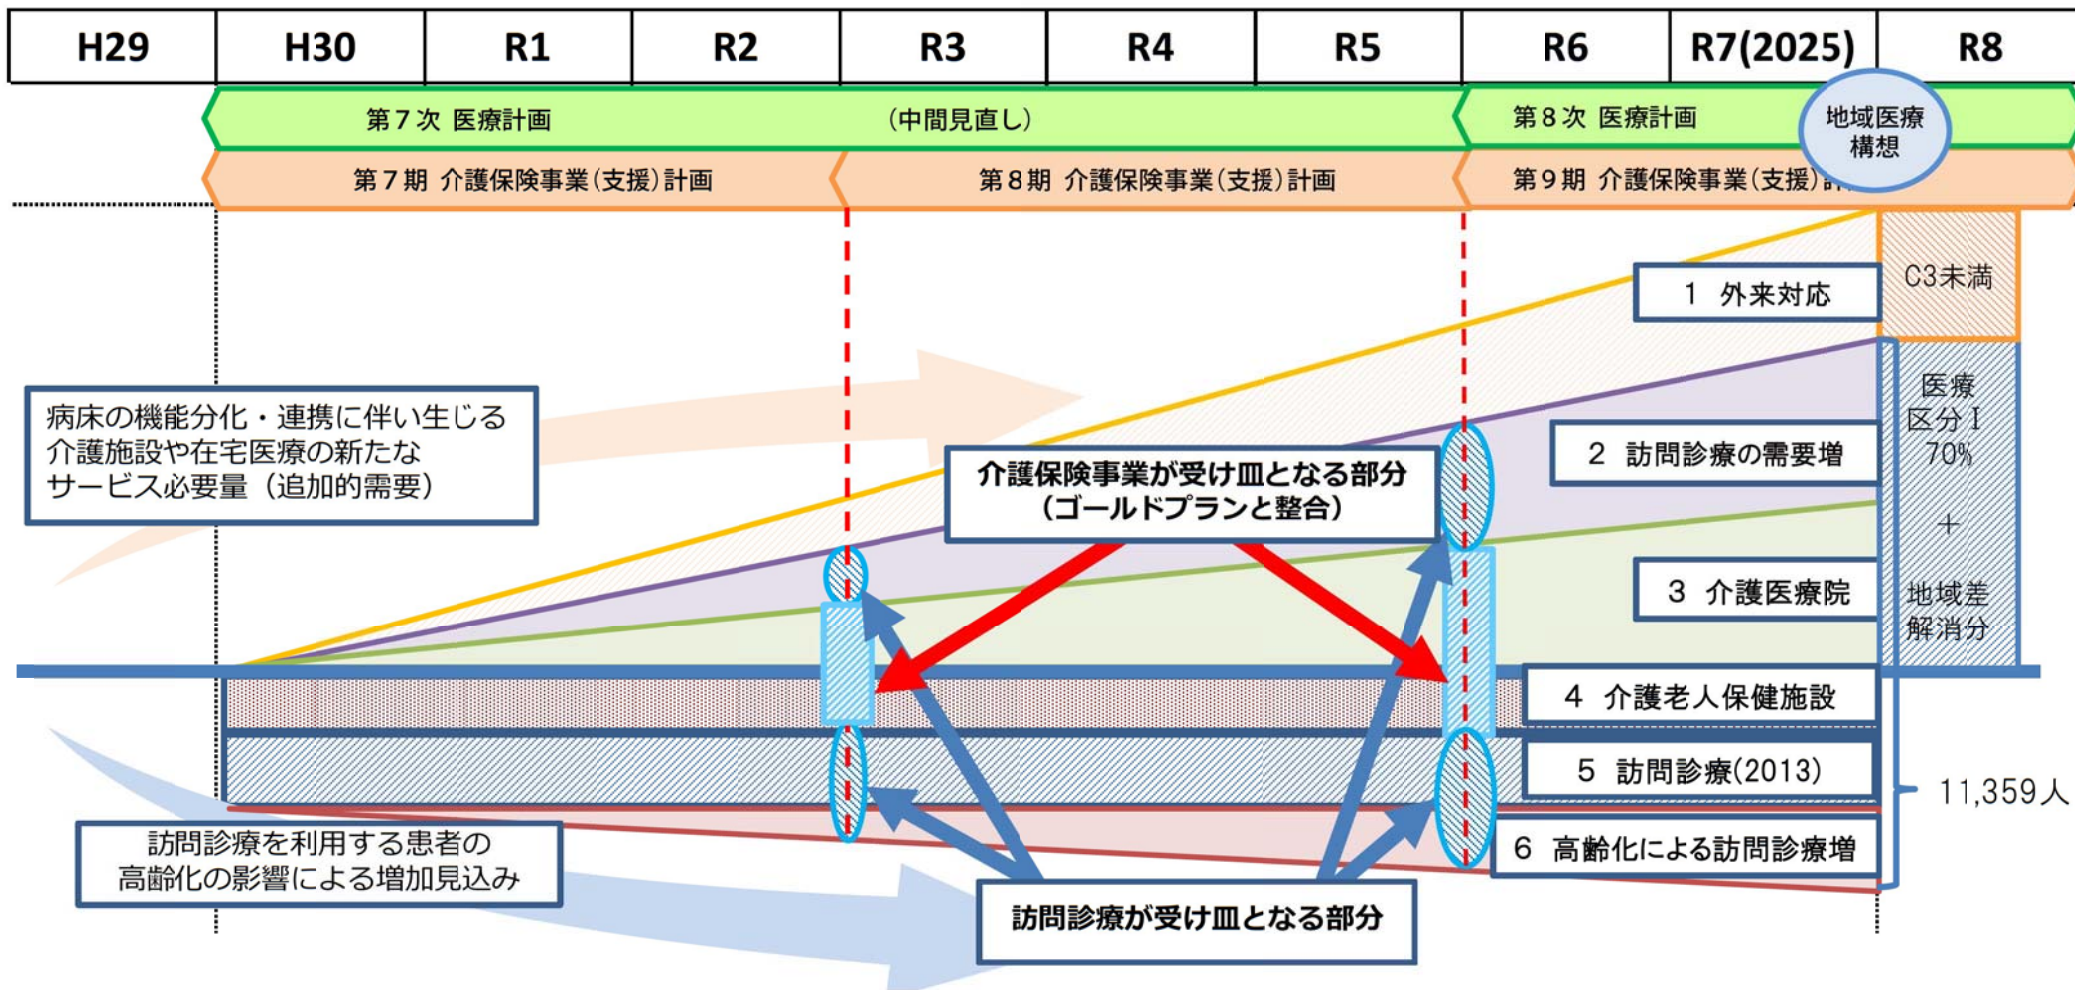 H29 H30 R1 R2 R3 R4 R5 R6 R7(2025) R8
第７次 医療計画 (中間見直し) 第８次 医療計画
地域医療
構想
第７期 介護保険事業(支援)計画 第８期 介護保険事業(支援)計画 第９期 介護保険事業(支援)計
C3未満
1 外来対応
病床の機能分化・連携に伴い生じる
介護施設や在宅医療の新たな
サービス必要量（追加的需要）
医療
区分Ⅰ
70%
＋
地域差
解消分
介護保険事業が受け皿となる部分
（ゴールドプランと整合）
2 訪問診療の需要増
3 介護医療院
4 介護老人保健施設
5 訪問診療(2013)
11,359人
訪問診療を利用する患者の
高齢化の影響による増加見込み
6 高齢化による訪問診療増
訪問診療が受け皿となる部分